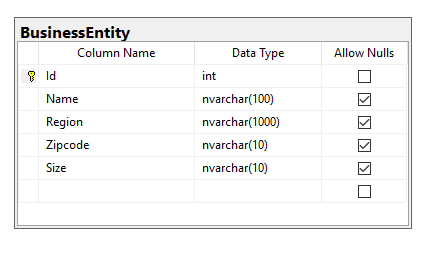 BusinessEntity
Column Name Data Type Allow Nulls
Id int
Name nvarchar(100)
Region nvarchar(1000)
Zipcode nvarchar(10)
Size nvarchar(10)